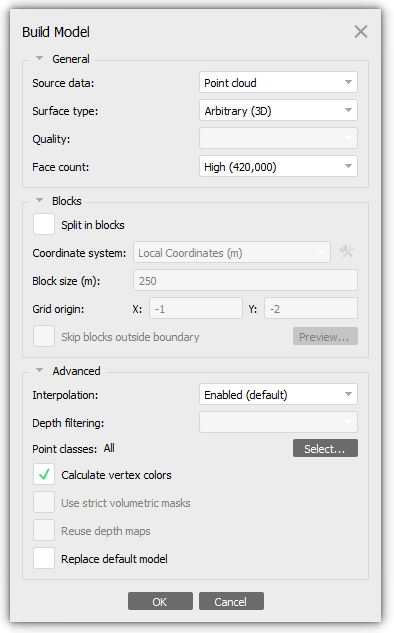 Build Model
General
Source data: Point cloud
Surface type: Arbitrary (3D)
Quality:
Face count: High (420,000)
Blocks
Split in blocks
Coordinate system: Local Coordinates (m)
Block size (m): 250
Grid origin: X: -1 Y: -2
Skip blocks outside boundary Preview...
Advanced
Interpolation: Enabled (default)
Depth filtering:
Point classes: All Select...
Calculate vertex colors
Use strict volumetric masks
Reuse depth maps
Replace default model
OK Cancel